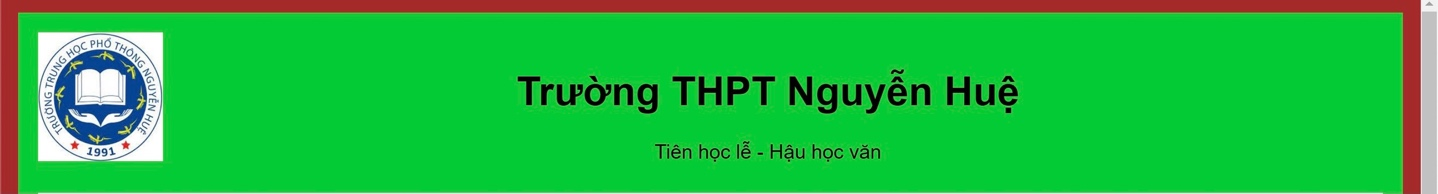 TRƯỜNG TRUNG HỌC PHỔ THÔNG NGUYỄN HUỆ
1991
Trường THPT Nguyễn Huệ
Tiên học lễ - Hậu học văn